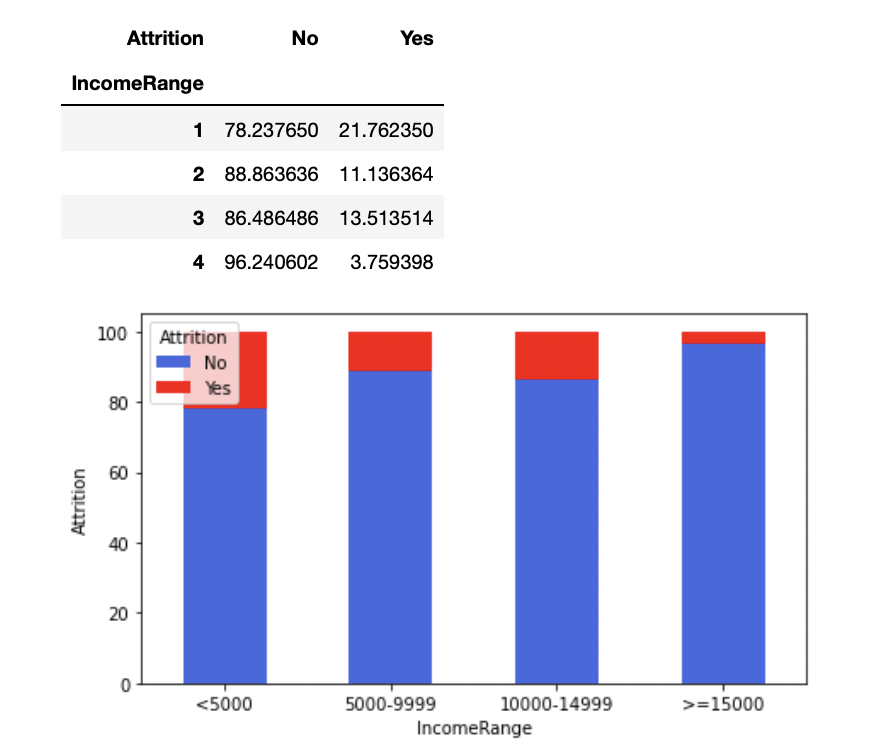 Attrition No Yes
IncomeRange
1 78.237650 21.762350
2 88.863636 11.136364
3 86.486486 13.513514
4 96.240602 3.759398
100
Attrition
No
Yes
80
60
Attrition
40
20
0
<5000 5000-9999 10000-14999 >=15000
IncomeRange